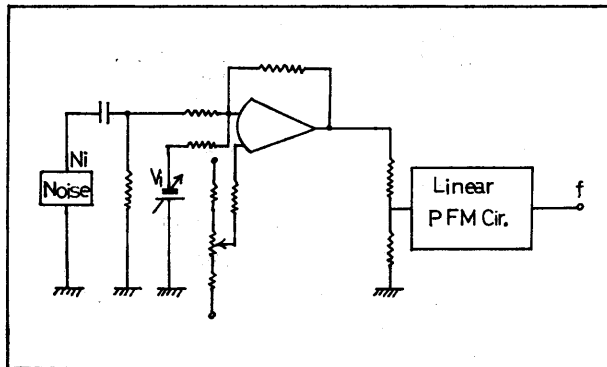 Ni
Noise
Vi
Linear
PFM Cir.
f